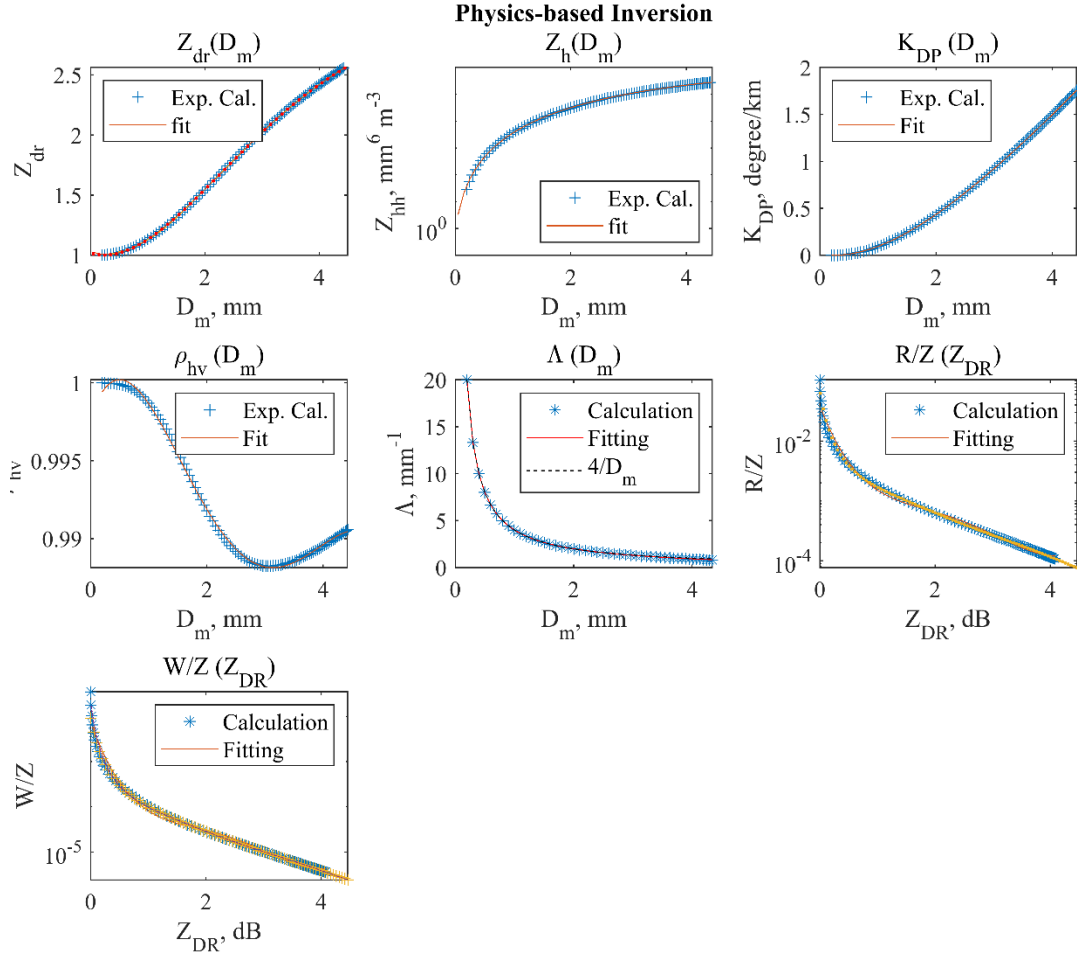 Physics-based Inversion
Z_dr(D_m)
2.5
2
1.5
1
Z_dr
Exp. Cal.
fit
0 2 4
D_m, mm
Z_h(D_m)
Z_hh, mm^6 m^-3
10^0
Exp. Cal.
fit
0 2 4
D_m, mm
K_DP (D_m)
2
1.5
1
0.5
0
K_DP, degree/km
Exp. Cal.
Fit
0 2 4
D_m, mm
ρ_hv (D_m)
1
0.995
0.99
hv
Exp. Cal.
Fit
0 2 4
D_m, mm
Λ (D_m)
20
15
10
5
0
Λ, mm^-1
Calculation
Fitting
4/D_m
0 2 4
D_m, mm
R/Z (Z_DR)
10^-2
10^-4
R/Z
Calculation
Fitting
0 2 4
Z_DR, dB
W/Z (Z_DR)
W/Z
10^-5
Calculation
Fitting
0 2 4
Z_DR, dB